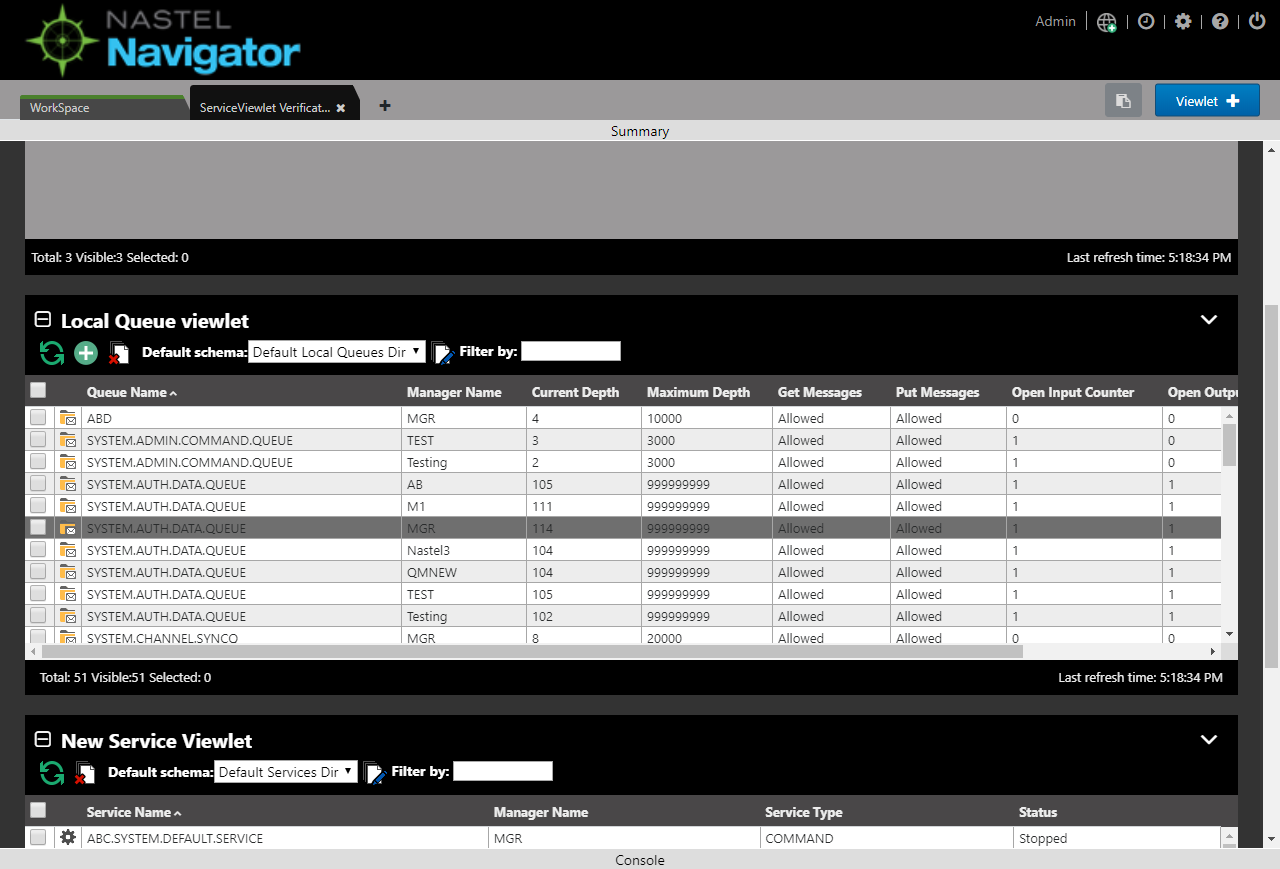 NASTEL
Navigator
Admin
WorkSpace
ServiceViewlet Verificat...
Viewlet
Summary
Total: 3 Visible:3 Selected: 0 Last refresh time: 5:18:34 PM
Local Queue viewlet
Default schema: Default Local Queues Dir Filter by:
Queue Name Manager Name Current Depth Maximum Depth Get Messages Put Messages Open Input Counter Open Outpu
ABD MGR 4 10000 Allowed Allowed 0 0
SYSTEM.ADMIN.COMMAND.QUEUE TEST 3 3000 Allowed Allowed 1 0
SYSTEM.ADMIN.COMMAND.QUEUE Testing 2 3000 Allowed Allowed 1 0
SYSTEM.AUTH.DATA.QUEUE AB 105 999999999 Allowed Allowed 1 1
SYSTEM.AUTH.DATA.QUEUE M1 111 999999999 Allowed Allowed 1 1
SYSTEM.AUTH.DATA.QUEUE MGR 114 999999999 Allowed Allowed 1 1
SYSTEM.AUTH.DATA.QUEUE Nastel3 104 999999999 Allowed Allowed 1 1
SYSTEM.AUTH.DATA.QUEUE QMNEW 104 999999999 Allowed Allowed 1 1
SYSTEM.AUTH.DATA.QUEUE TEST 105 999999999 Allowed Allowed 1 1
SYSTEM.AUTH.DATA.QUEUE Testing 102 999999999 Allowed Allowed 1 1
SYSTEM.CHANNEL.SYNCQ MGR 8 20000 Allowed Allowed 0 0
Total: 51 Visible:51 Selected: 0 Last refresh time: 5:18:34 PM
New Service Viewlet
Default schema: Default Services Dir Filter by:
Service Name Manager Name Service Type Status
ABC.SYSTEM.DEFAULT.SERVICE MGR COMMAND Stopped
Console